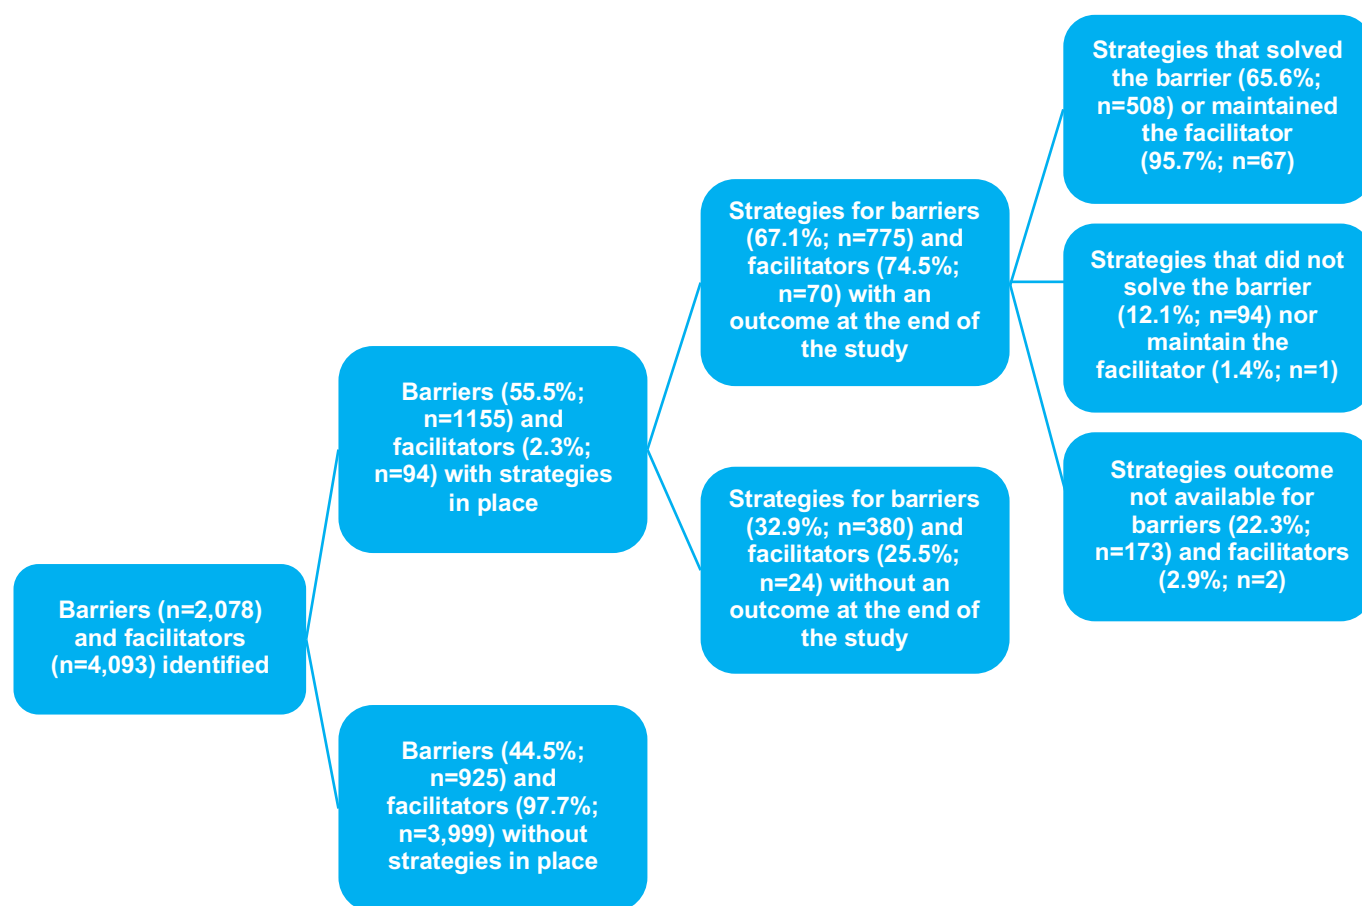 Barriers (n=2,078)
and facilitators
(n=4,093) identified
Barriers (55.5%;
n=1155) and
facilitators (2.3%;
n=94) with strategies
in place
Barriers (44.5%;
n=925) and
facilitators (97.7%;
n=3,999) without
strategies in place
Strategies for barriers
(67.1%; n=775) and
facilitators (74.5%;
n=70) with an
outcome at the end of
the study
Strategies for barriers
(32.9%; n=380) and
facilitators (25.5%;
n=24) without an
outcome at the end of
the study
Strategies that solved
the barrier (65.6%;
n=508) or maintained
the facilitator
(95.7%; n=67)
Strategies that did not
solve the barrier
(12.1%; n=94) nor
maintain the
facilitator (1.4%; n=1)
Strategies outcome
not available for
barriers (22.3%;
n=173) and facilitators
(2.9%; n=2)